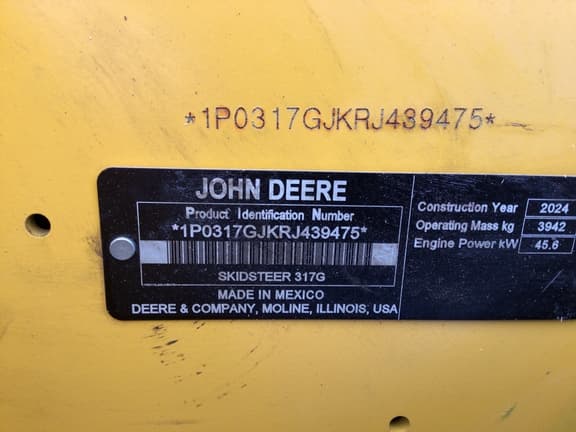 *1P0317GJKRJ439475*
JOHN DEERE
Product Identification Number
*1P0317GJKRJ439475*
SKIDSTEER 317G
MADE IN MEXICO
DEERE & COMPANY, MOLINE, ILLINOIS, USA
Construction Year 2024
Operating Mass kg 3942
Engine Power kW 45.6